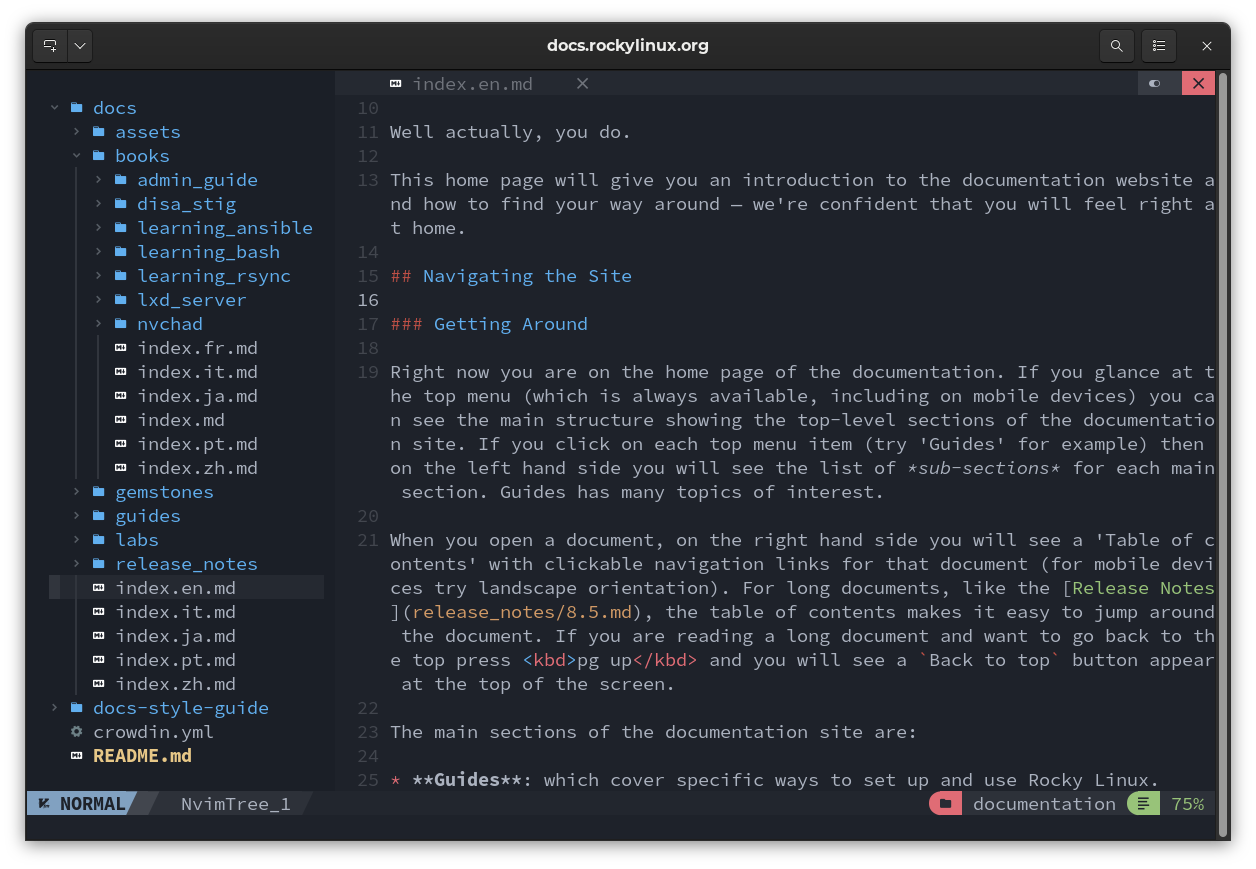 docs.rockylinux.org
index.en.md
docs
assets
books
admin_guide
disa_stig
learning_ansible
learning_bash
learning_rsync
lxd_server
nvchad
index.fr.md
index.it.md
index.ja.md
index.md
index.pt.md
index.zh.md
gemstones
guides
labs
release_notes
index.en.md
index.it.md
index.ja.md
index.pt.md
index.zh.md
docs-style-guide
crowdin.yml
README.md
10
11 Well actually, you do.
12
13 This home page will give you an introduction to the documentation website a
nd how to find your way around — we're confident that you will feel right a
t home.
14
15 ## Navigating the Site
16
17 ### Getting Around
18
19 Right now you are on the home page of the documentation. If you glance at t
he top menu (which is always available, including on mobile devices) you ca
n see the main structure showing the top-level sections of the documentatio
n site. If you click on each top menu item (try 'Guides' for example) then
on the left hand side you will see the list of *sub-sections* for each main
section. Guides has many topics of interest.
20
21 When you open a document, on the right hand side you will see a 'Table of c
ontents' with clickable navigation links for that document (for mobile devi
ces try landscape orientation). For long documents, like the [Release Notes
](release_notes/8.5.md), the table of contents makes it easy to jump around
the document. If you are reading a long document and want to go back to th
e top press <kbd>pg up</kbd> and you will see a `Back to top` button appear
at the top of the screen.
22
23 The main sections of the documentation site are:
24
25 * **Guides**: which cover specific ways to set up and use Rocky Linux.
NORMAL NvimTree_1 documentation 75%